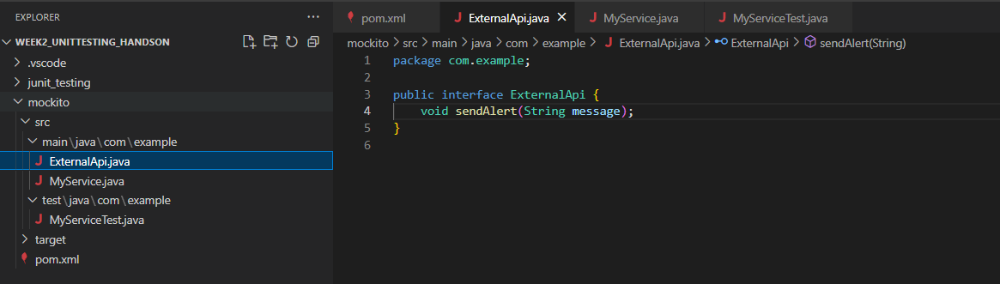 EXPLORER
WEEK2_UNITTESTING_HANDSON
.vscode
junit_testing
mockito
src
main\java\com\example
ExternalApi.java
MyService.java
test\java\com\example
MyServiceTest.java
target
pom.xml
pom.xml ExternalApi.java MyService.java MyServiceTest.java
mockito > src > main > java > com > example > ExternalApi.java > ExternalApi > sendAlert(String)
1 package com.example;
2
3 public interface ExternalApi {
4 void sendAlert(String message);
5 }
6